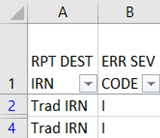 A B
RPT DEST ERR SEV
1 IRN CODE
2 Trad IRN I
4 Trad IRN I